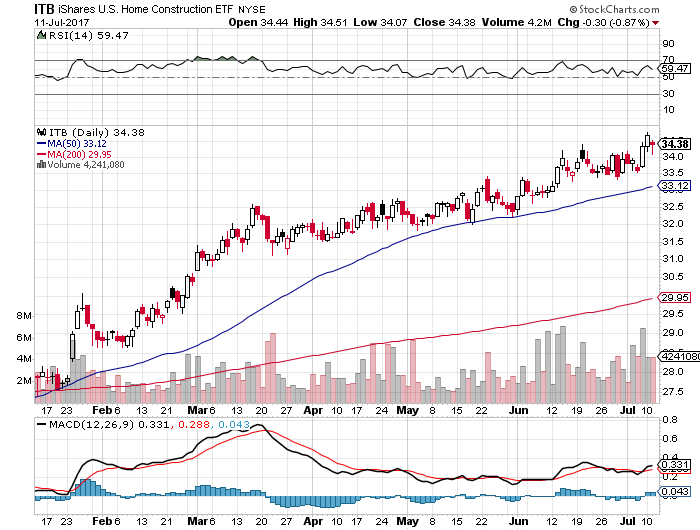 ITB iShares U.S. Home Construction ETF NYSE © StockCharts.com
11-Jul-2017 Open 34.44 High 34.51 Low 34.07 Close 34.38 Volume 4.2M Chg -0.30 (-0.87%)
RSI(14) 59.47
90
70
59.47
50
30
10
ITB (Daily) 34.38
MA(50) 33.12
MA(200) 29.95
Volume 4,241,080
34.38
34.0
33.5
33.12
32.5
32.0
31.5
31.0
30.5
29.95
29.5
29.0
28.5
4241080
28.0
27.5
8M
6M
4M
2M
17 23 Feb 6 13 21 Mar 6 13 20 27 Apr 10 17 24 May 8 15 22 Jun 12 19 26 Jul 10
MACD(12,26,9) 0.331, 0.288, 0.043
0.8
0.6
0.4
0.331
0.2
0.043
17 23 Feb 6 13 21 Mar 6 13 20 27 Apr 10 17 24 May 8 15 22 Jun 12 19 26 Jul 10